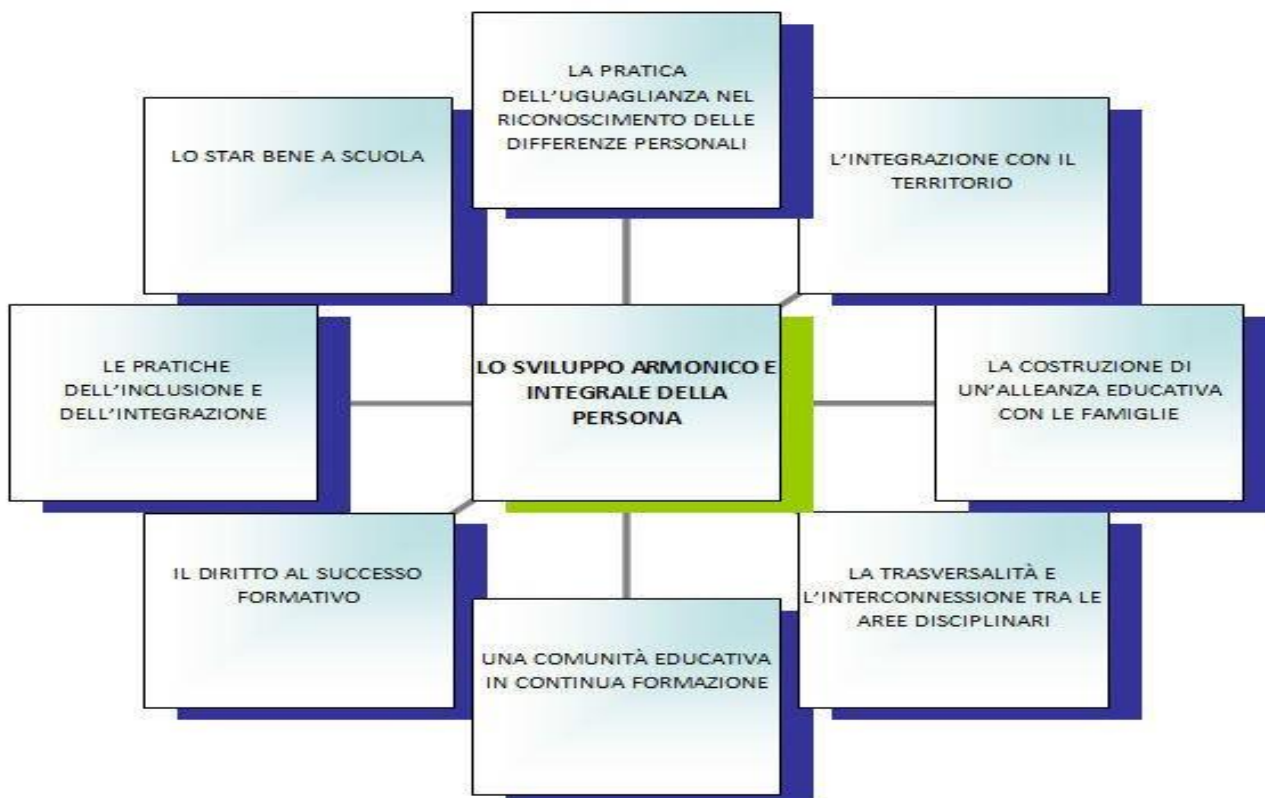 LA PRATICA
DELL'UGUAGLIANZA NEL
RICONOSCIMENTO DELLE
DIFFERENZE PERSONALI
LO STAR BENE A SCUOLA
L'INTEGRAZIONE CON IL
TERRITORIO
LE PRATICHE
DELL'INCLUSIONE E
DELL'INTEGRAZIONE
LO SVILUPPO ARMONICO E
INTEGRALE DELLA
PERSONA
LA COSTRUZIONE DI
UN'ALLEANZA EDUCATIVA
CON LE FAMIGLIE
IL DIRITTO AL SUCCESSO
FORMATIVO
LA TRASVERSALITÀ E
L'INTERCONNESSIONE TRA LE
AREE DISCIPLINARI
UNA COMUNITÀ EDUCATIVA
IN CONTINUA FORMAZIONE